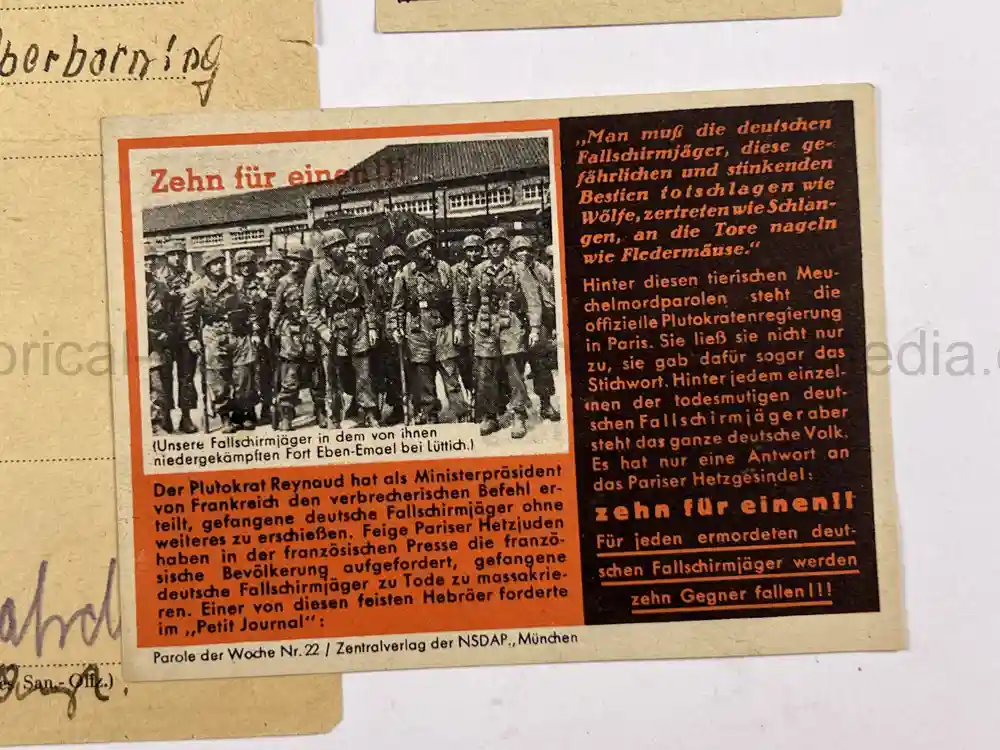 berborning
Zehn für einen!!!
(Unsere Fallschirmjäger in dem von ihnen
niedergekämpften Fort Eben-Emael bei Lüttich.)
Der Plutokrat Reynaud hat als Ministerpräsident
von Frankreich den verbrecherischen Befehl er-
teilt, gefangene deutsche Fallschirmjäger ohne
weiteres zu erschießen. Feige Pariser Hetzjuden
haben in der französischen Presse die franzö-
sische Bevölkerung aufgefordert, gefangene
deutsche Fallschirmjäger zu Tode zu massakrie-
ren. Einer von diesen feisten Hebräer forderte
im „Petit Journal":
„Man muß die deutschen
Fallschirmjäger, diese ge-
fährlichen und stinkenden
Bestien totschlagen wie
Wölfe, zertreten wie Schlan-
gen, an die Tore nageln
wie Fledermäuse."
Hinter diesen tierischen Meu-
chelmordparolen steht die
offizielle Plutokratenregierung
in Paris. Sie ließ sie nicht nur
zu, sie gab dafür sogar das
Stichwort. Hinter jedem einzel-
nen der todesmutigen deut-
schen Fallschirmjäger aber
steht das ganze deutsche Volk.
Es hat nur eine Antwort an
das Pariser Hetzgesindel:
zehn für einen!!
Für jeden ermordeten deut-
schen Fallschirmjäger werden
zehn Gegner fallen!!!
Parole der Woche Nr. 22 / Zentralverlag der NSDAP., München
San.-Offz.)
orical-
edia.